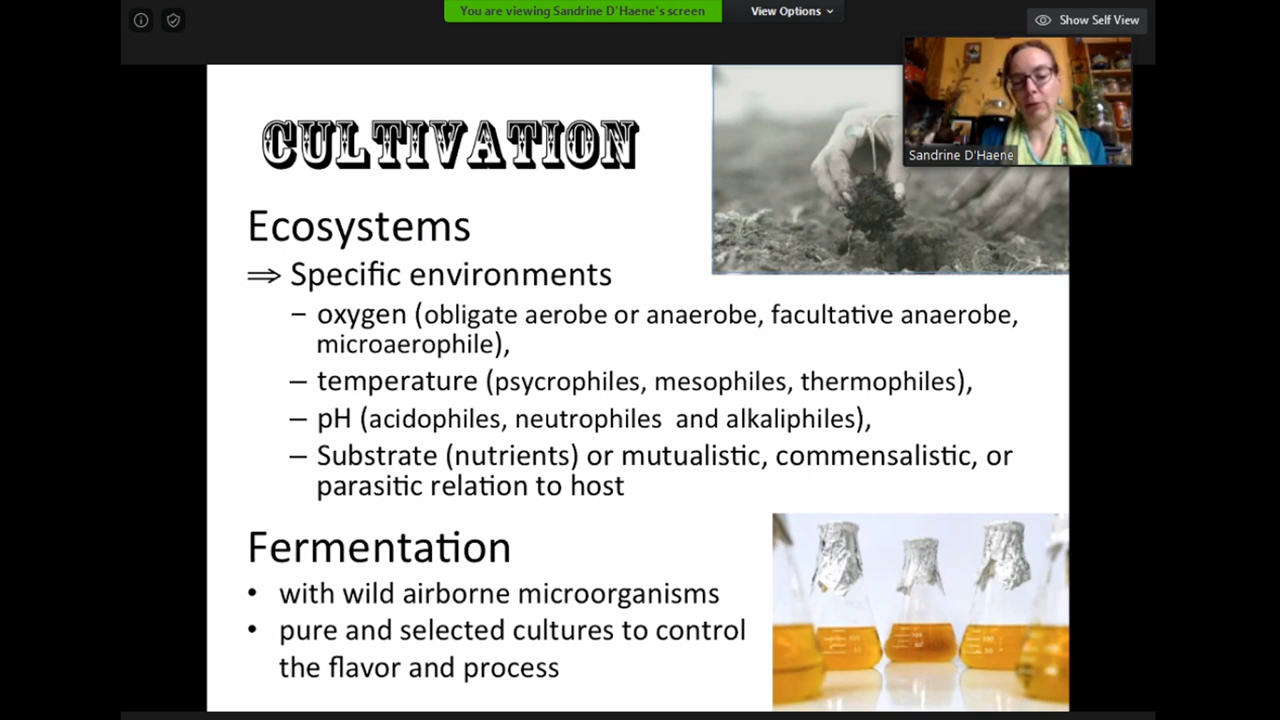 You are viewing Sandrine D'Haene's screen
View Options
Show Self View
Sandrine D'Haene
CULTIVATION
Ecosystems
⇒ Specific environments
– oxygen (obligate aerobe or anaerobe, facultative anaerobe,
microaerophile),
– temperature (psycrophiles, mesophiles, thermophiles),
– pH (acidophiles, neutrophiles and alkaliphiles),
– Substrate (nutrients) or mutualistic, commensalistic, or
parasitic relation to host
Fermentation
• with wild airborne microorganisms
• pure and selected cultures to control
the flavor and process